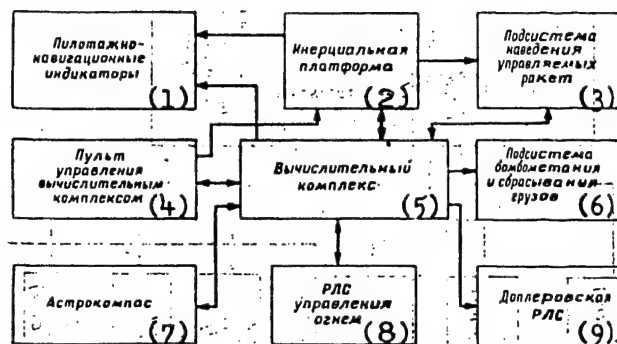 Пилотажно-
навигационные
индикаторы
(1)
Инерциальная
платформа
(2)
Подсистема
наведения
управляемых
ракет
(3)
Пульт
управления
вычислительным
комплексом
(4)
Вычислительный
комплекс
(5)
Подсистема
бомбометания
и сбрасывания
грузов
(6)
Астрокомпас
(7)
РЛС
управления
огнем
(8)
Доплеровская
РЛС
(9)